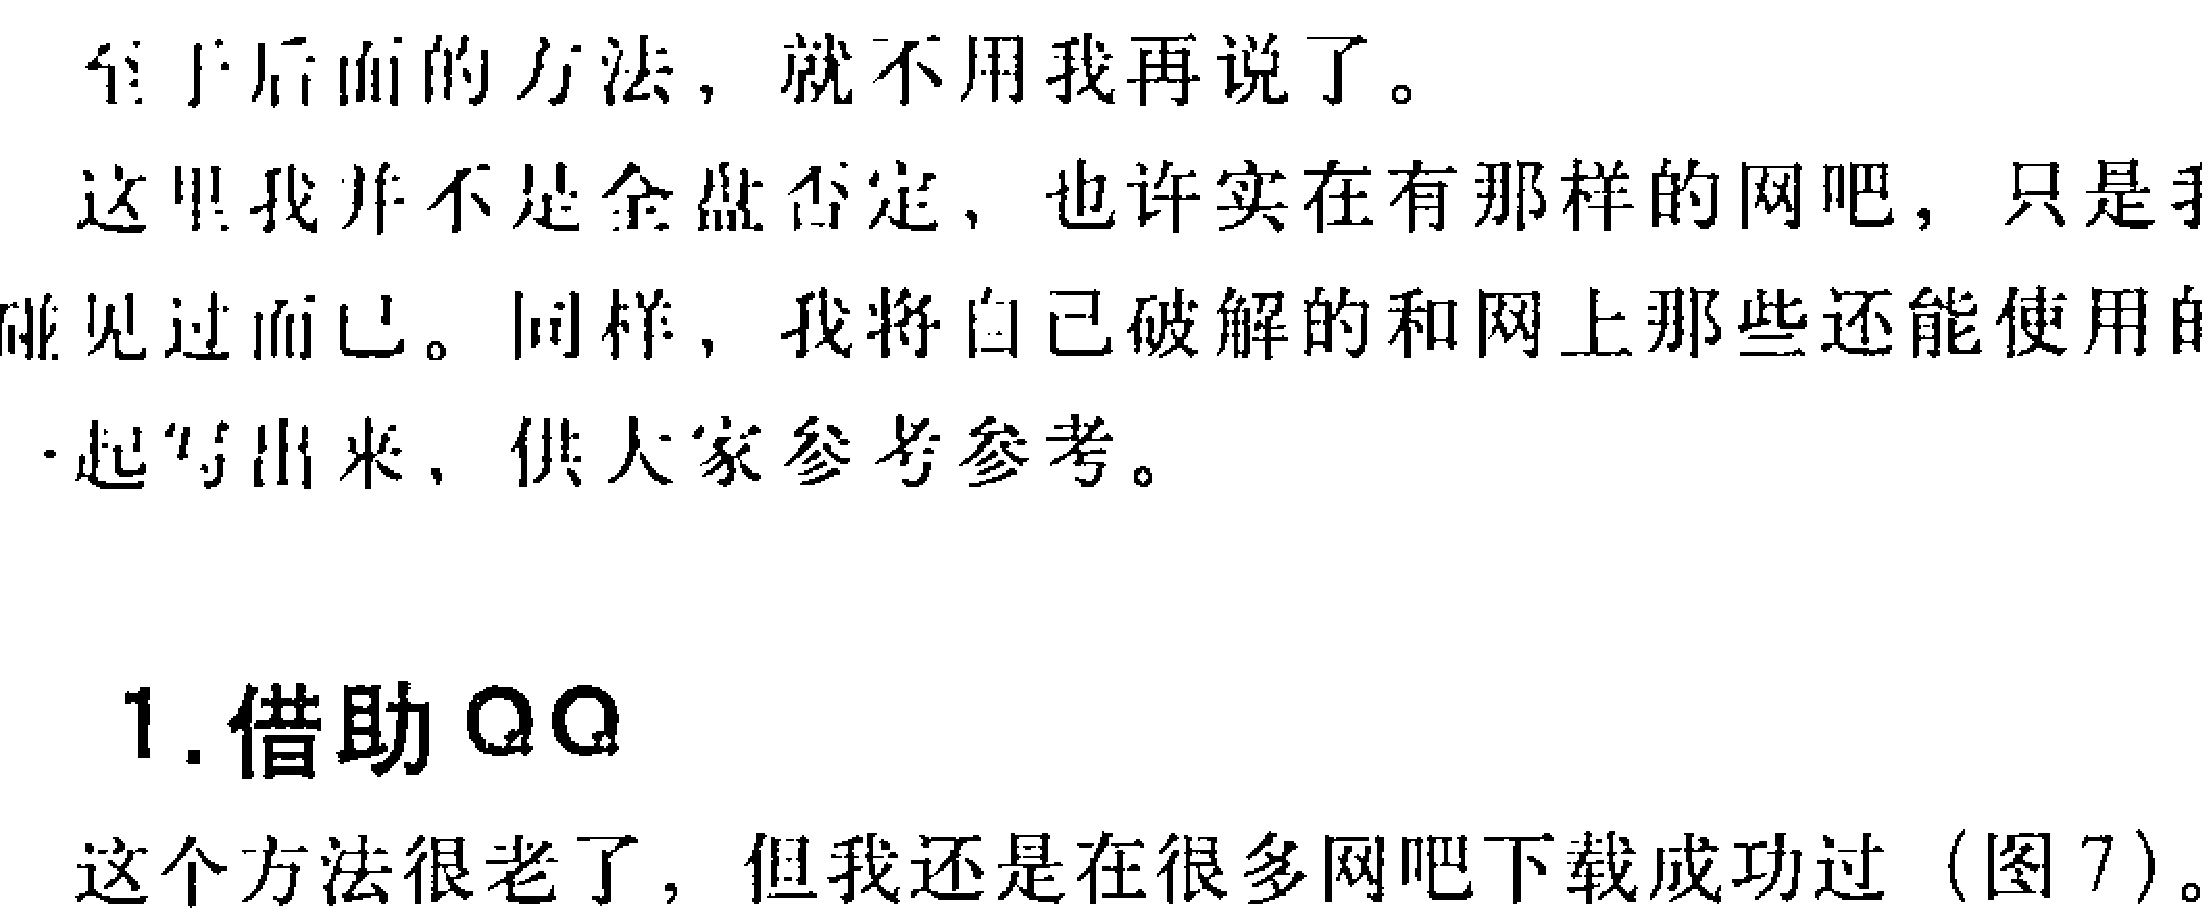 至于后面的方法，就不用我再说了。
这里我并不是全盘否定，也许实在有那样的网吧，只是我
碰见过而已。同样，我将自己破解的和网上那些还能使用的
一起写出来，供大家参考参考。
1.借助QQ
这个方法很老了，但我还是在很多网吧下载成功过（图7）。